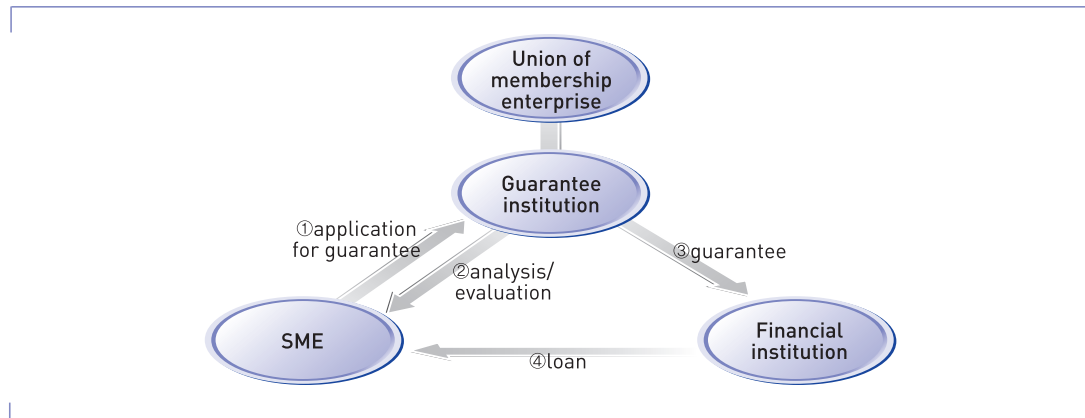 Union of
membership
enterprise
Guarantee
institution
①application
for guarantee
②analysis/
evaluation
③guarantee
SME
Financial
institution
④loan